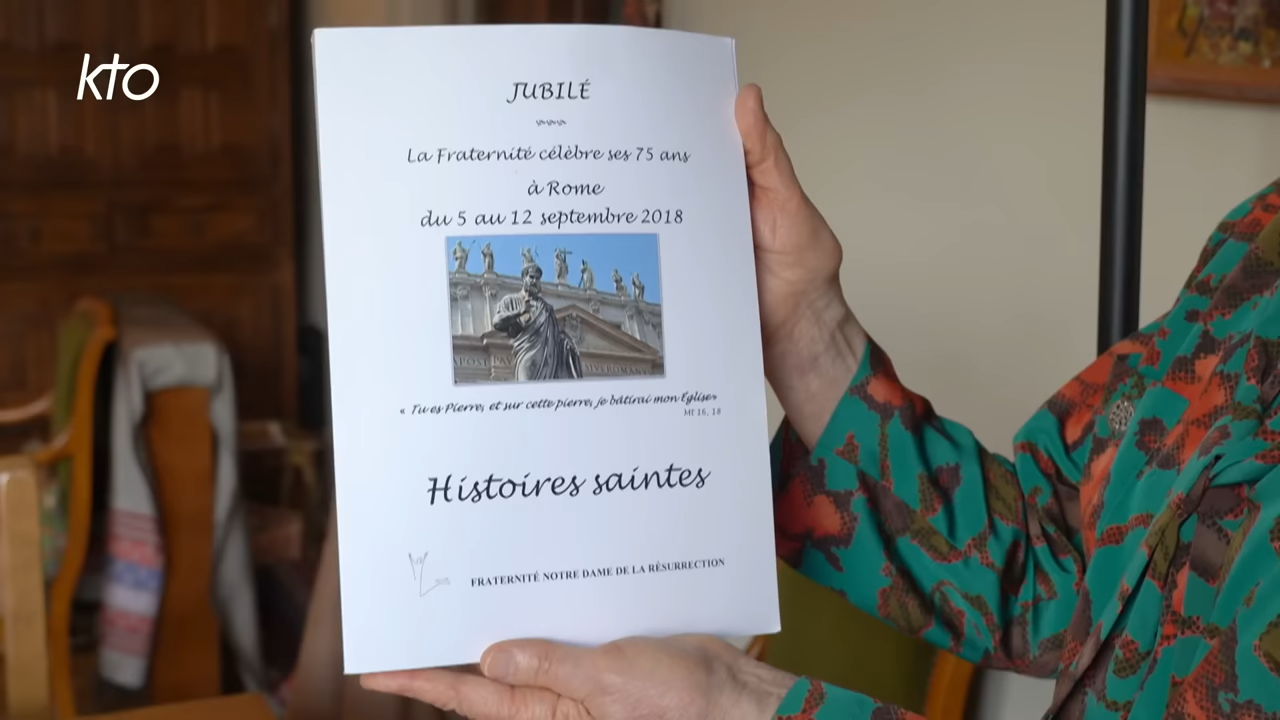 kto
JUBILÉ
La Fraternité célèbre ses 75 ans
à Rome
du 5 au 12 septembre 2018
« Tu es Pierre, et sur cette pierre, je bâtirai mon Église»
Mt 16, 18
Histoires saintes
FRATERNITÉ NOTRE DAME DE LA RÉSURRECTION